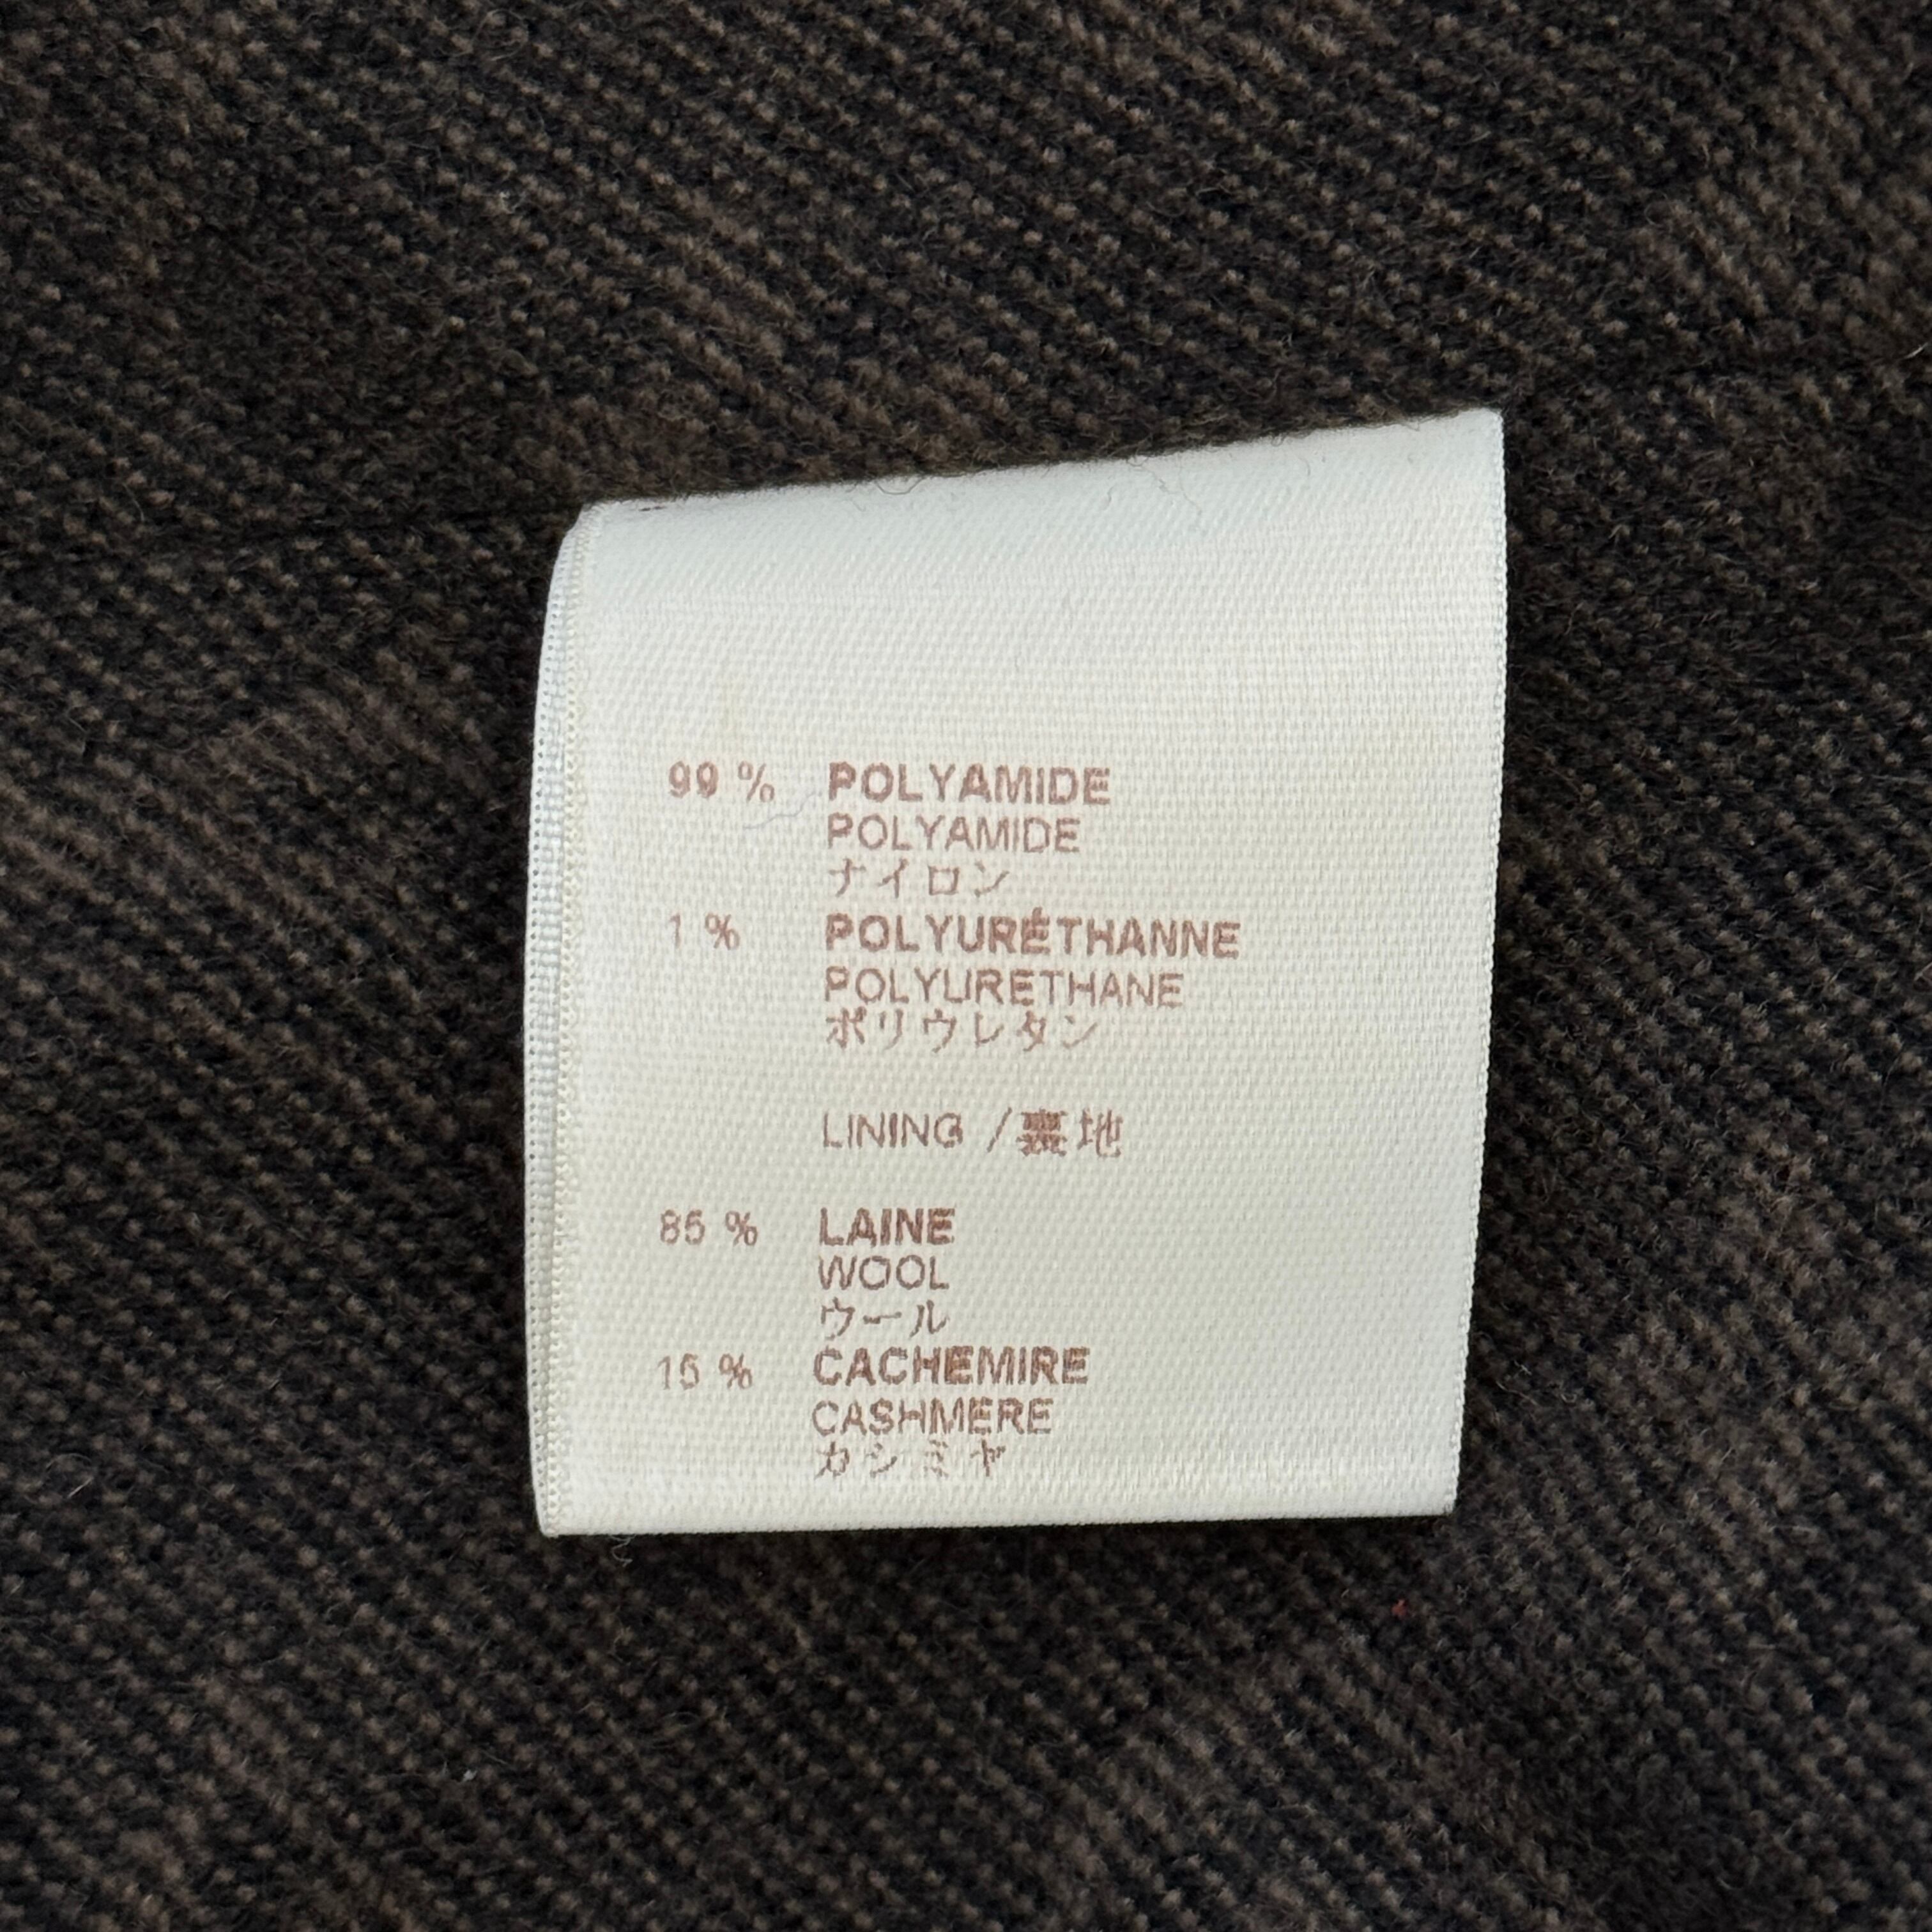 99 % POLYAMIDE
POLYAMIDE
ナイロン
1 % POLYURÉTHANNE
POLYURETHANE
ポリウレタン
LINING / 裏地
85 % LAINE
WOOL
ウール
15 % CACHEMIRE
CASHMERE
カシミヤ